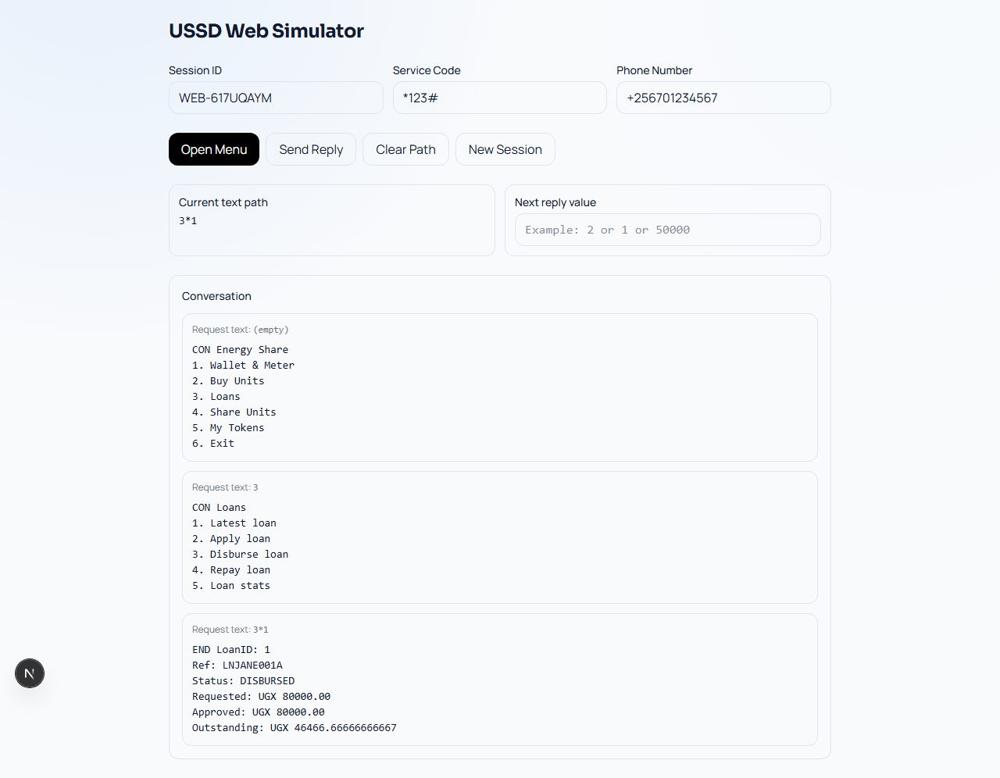 USSD Web Simulator
Session ID
Service Code
Phone Number
WEB-617UQAYM
*123#
+256701234567
Open Menu
Send Reply
Clear Path
New Session
Current text path
3*1
Next reply value
Example: 2 or 1 or 50000
Conversation
Request text: (empty)
CON Energy Share
1. Wallet & Meter
2. Buy Units
3. Loans
4. Share Units
5. My Tokens
6. Exit
Request text: 3
CON Loans
1. Latest loan
2. Apply loan
3. Disburse loan
4. Repay loan
5. Loan stats
Request text: 3*1
END LoanID: 1
Ref: LNJANE001A
Status: DISBURSED
Requested: UGX 80000.00
Approved: UGX 80000.00
Outstanding: UGX 46466.66666666667
N